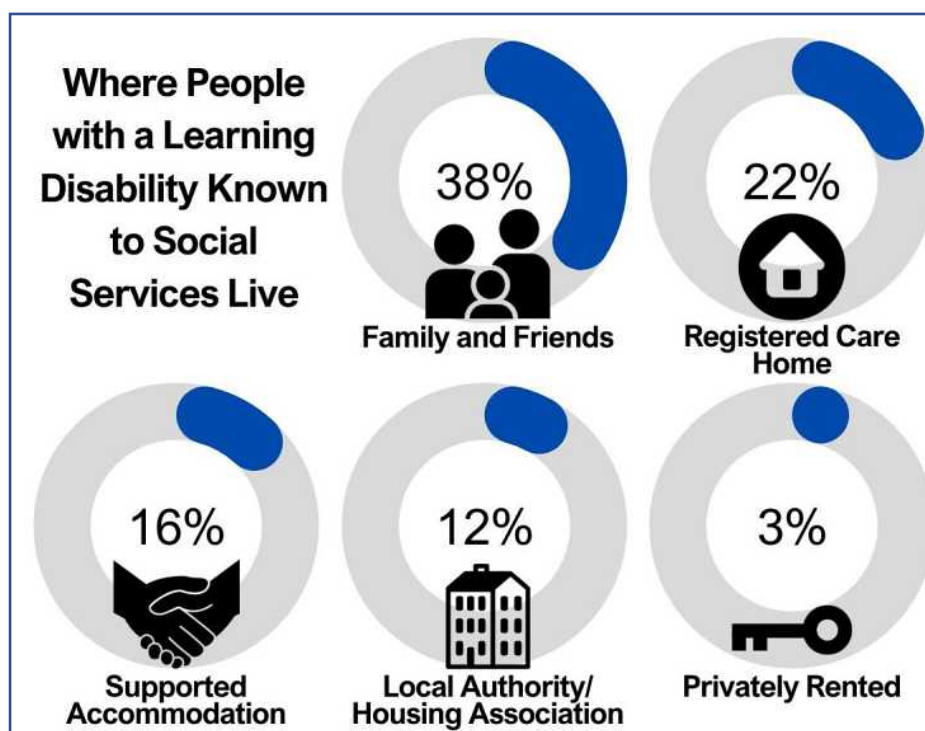 Where People
with a Learning
Disability Known
to Social
Services Live
38%
Family and Friends
22%
Registered Care
Home
16%
Supported
Accommodation
12%
Local Authority/
Housing Association
3%
Privately Rented